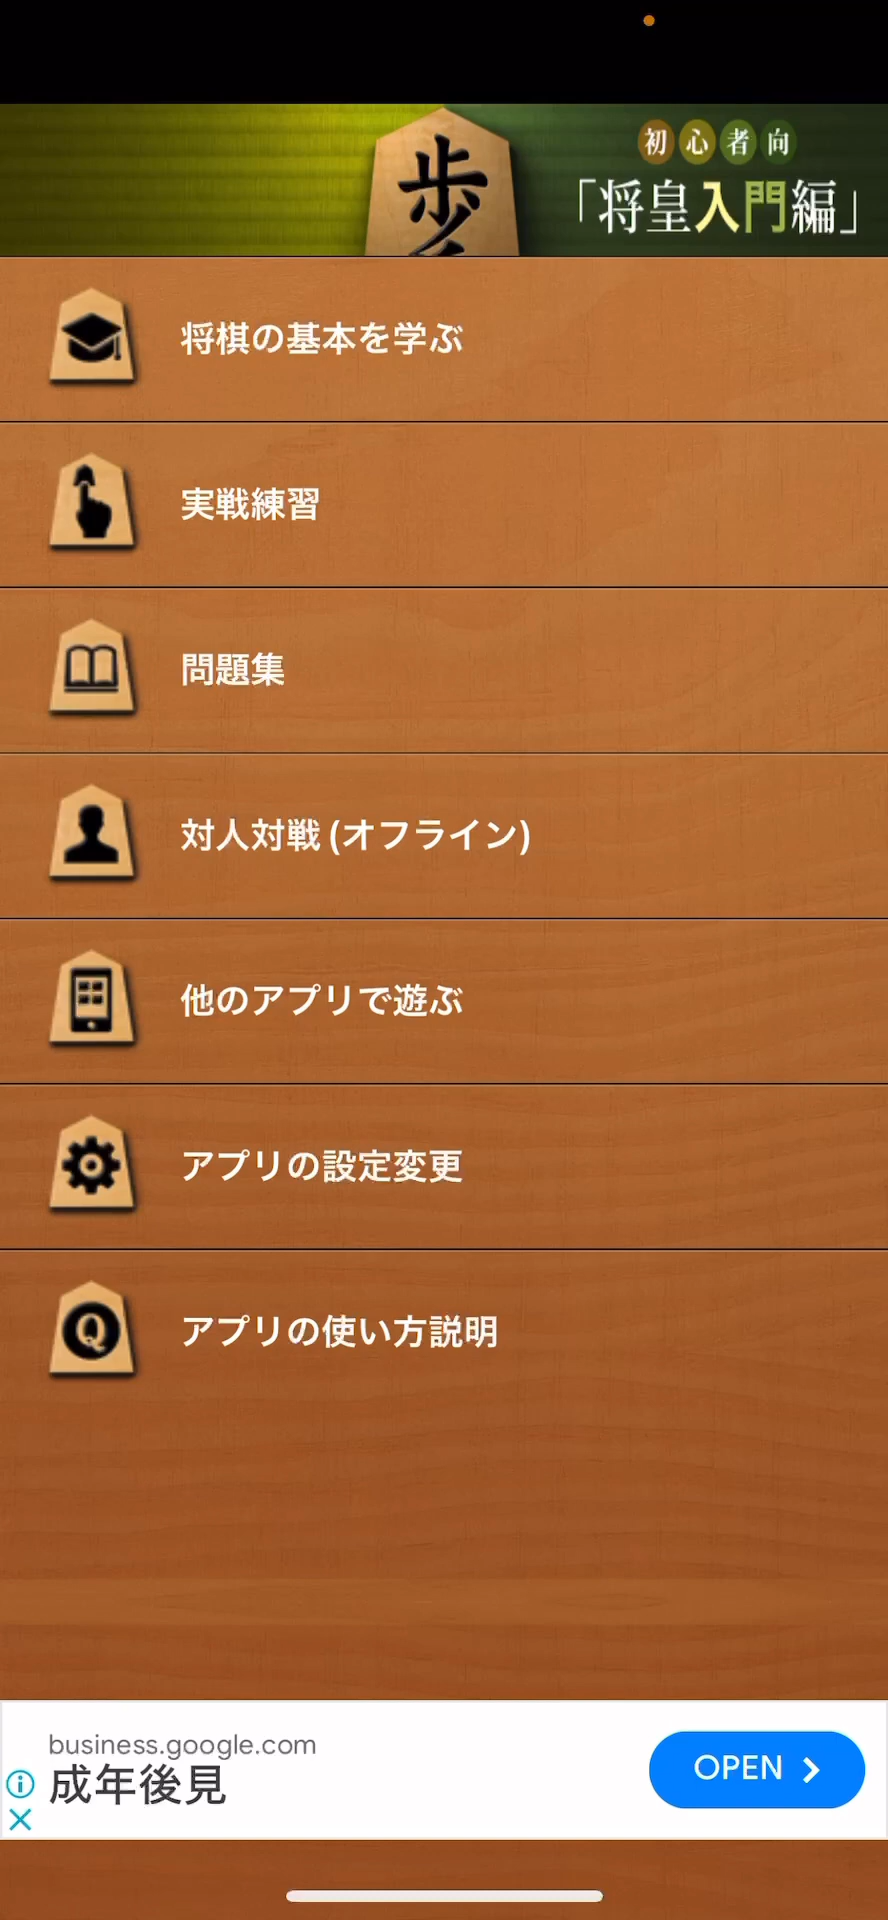 歩
初心者向
「将皇入門編」
将棋の基本を学ぶ
実戦練習
問題集
対人対戦 (オフライン)
他のアプリで遊ぶ
アプリの設定変更
Q
アプリの使い方説明
business.google.com
成年後見
OPEN